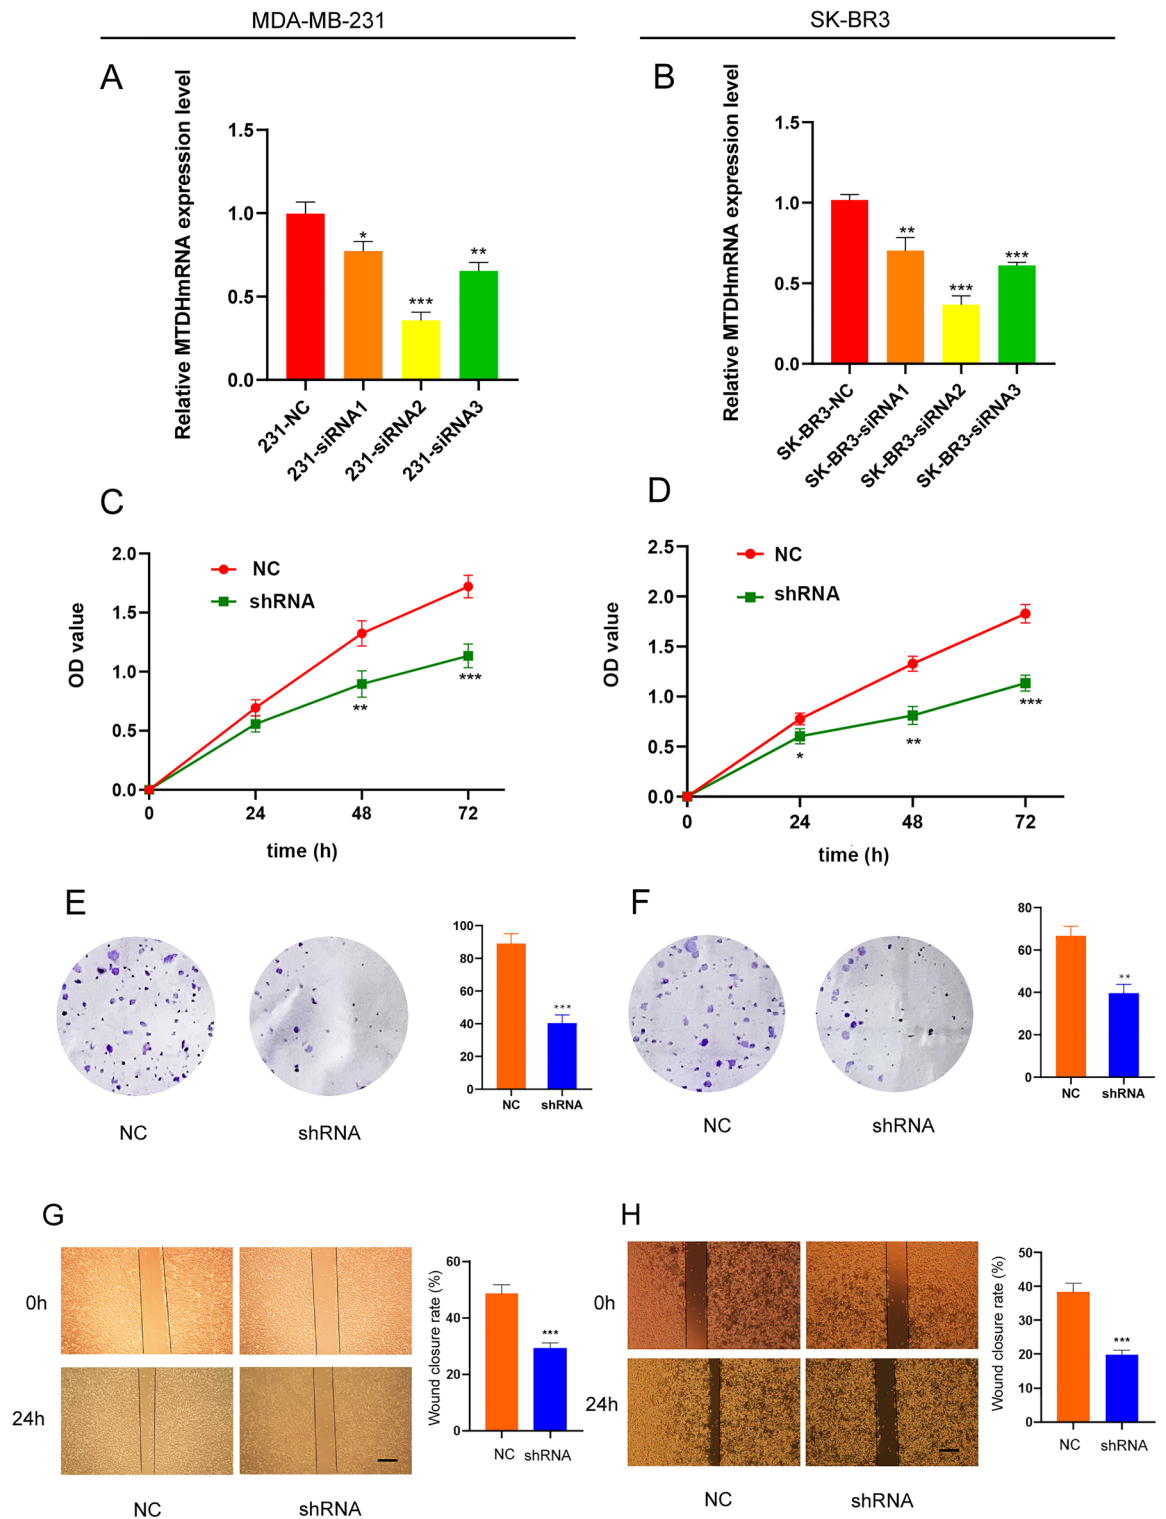 MDA-MB-231
SK-BR3
A
Relative MTDHmRNA expression level
1.5
1.0
0.5
0.0
*
***
**
231-NC
231-siRNA1
231-siRNA2
231-siRNA3
B
Relative MTDHmRNA expression level
1.5
1.0
0.5
0.0
**
***
***
SK-BR3-NC
SK-BR3-siRNA1
SK-BR3-siRNA2
SK-BR3-siRNA3
C
OD value
2.0
1.5
1.0
0.5
0.0
NC
shRNA
**
***
0
24
48
72
time (h)
D
OD value
2.5
2.0
1.5
1.0
0.5
0.0
NC
shRNA
*
**
***
0
24
48
72
time (h)
E
NC
shRNA
100
80
60
40
20
0
***
NC
shRNA
F
NC
shRNA
80
60
40
20
0
**
NC
shRNA
G
0h
24h
NC
shRNA
Wound closure rate (%)
60
40
20
0
***
NC
shRNA
H
0h
24h
NC
shRNA
Wound closure rate (%)
50
40
30
20
10
0
***
NC
shRNA